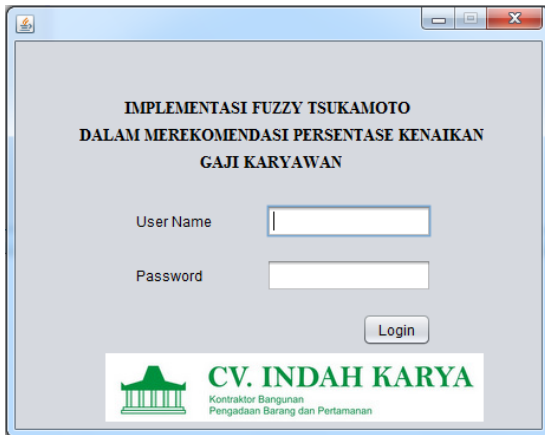 IMPLEMENTASI FUZZY TSUKAMOTO
DALAM MEREKOMENDASI PERSENTASE KENAIKAN
GAJI KARYAWAN
User Name
Password
Login
CV. INDAH KARYA
Kontraktor Bangunan
Pengadaan Barang dan Pertamanan